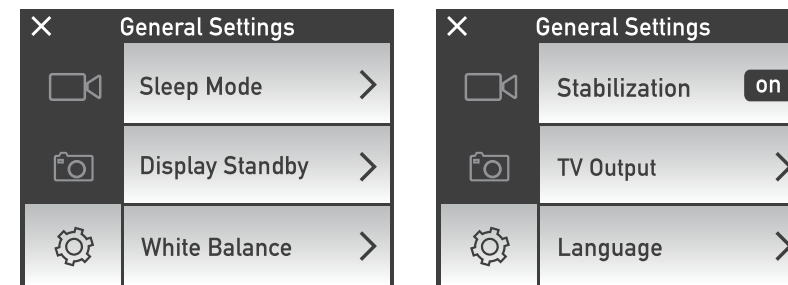 General Settings
Sleep Mode
Display Standby
White Balance
General Settings
Stabilization on
TV Output
Language